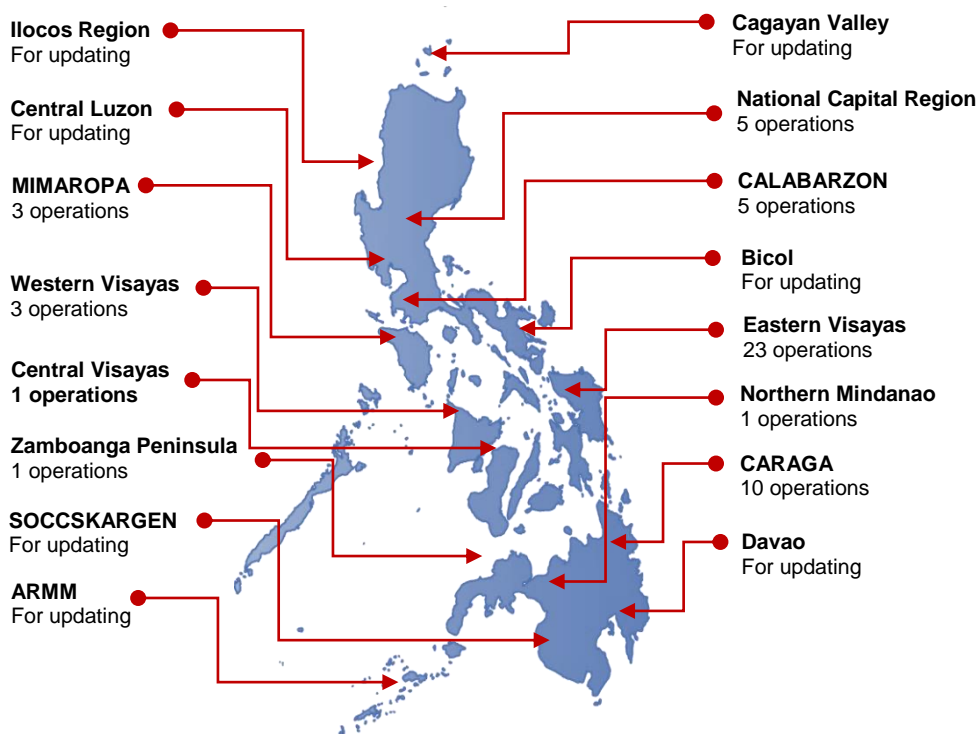 Ilocos Region
For updating
Central Luzon
For updating
MIMAROPA
3 operations
Western Visayas
3 operations
Central Visayas
1 operations
Zamboanga Peninsula
1 operations
SOCCSKARGEN
For updating
ARMM
For updating
Cagayan Valley
For updating
National Capital Region
5 operations
CALABARZON
5 operations
Bicol
For updating
Eastern Visayas
23 operations
Northern Mindanao
1 operations
CARAGA
10 operations
Davao
For updating